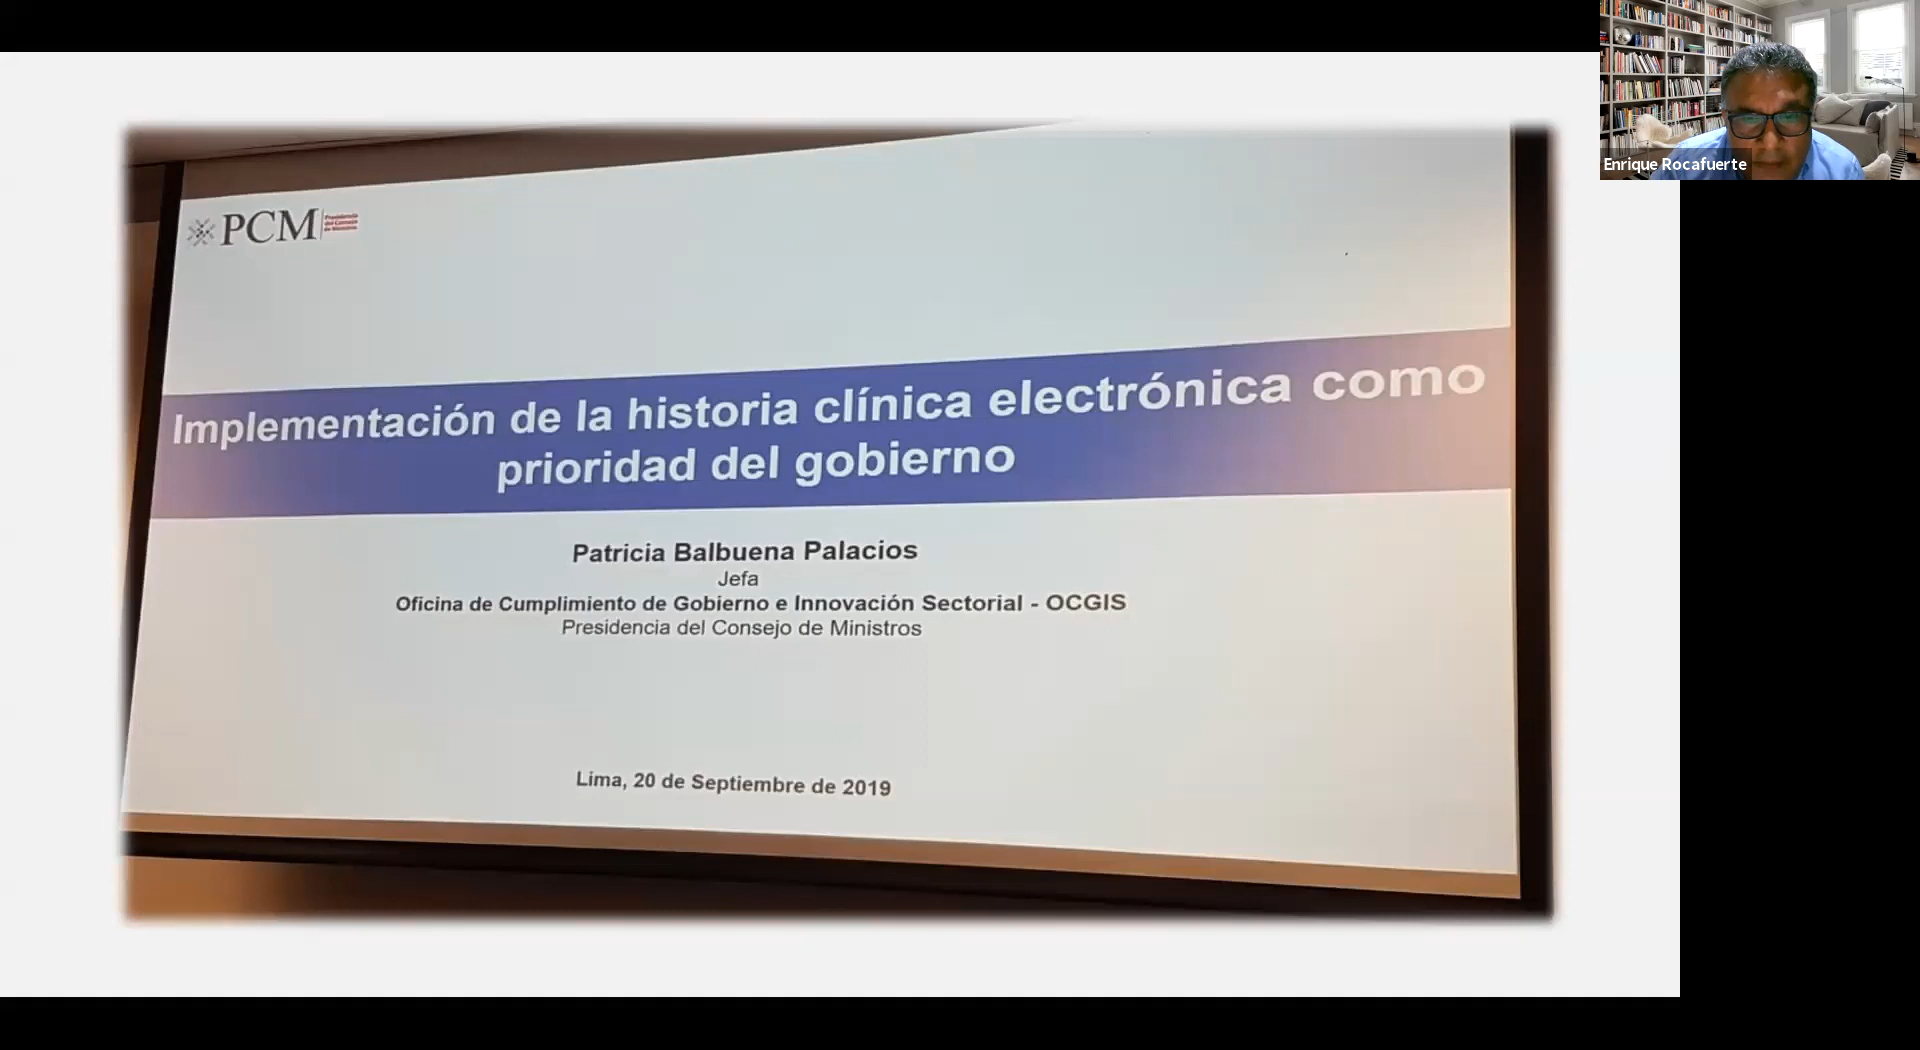 PCM
Presidencia
del Consejo
de Ministros
Implementación de la historia clínica electrónica como
prioridad del gobierno
Patricia Balbuena Palacios
Jefa
Oficina de Cumplimiento de Gobierno e Innovación Sectorial - OCGIS
Presidencia del Consejo de Ministros
Lima, 20 de Septiembre de 2019
Enrique Rocafuerte